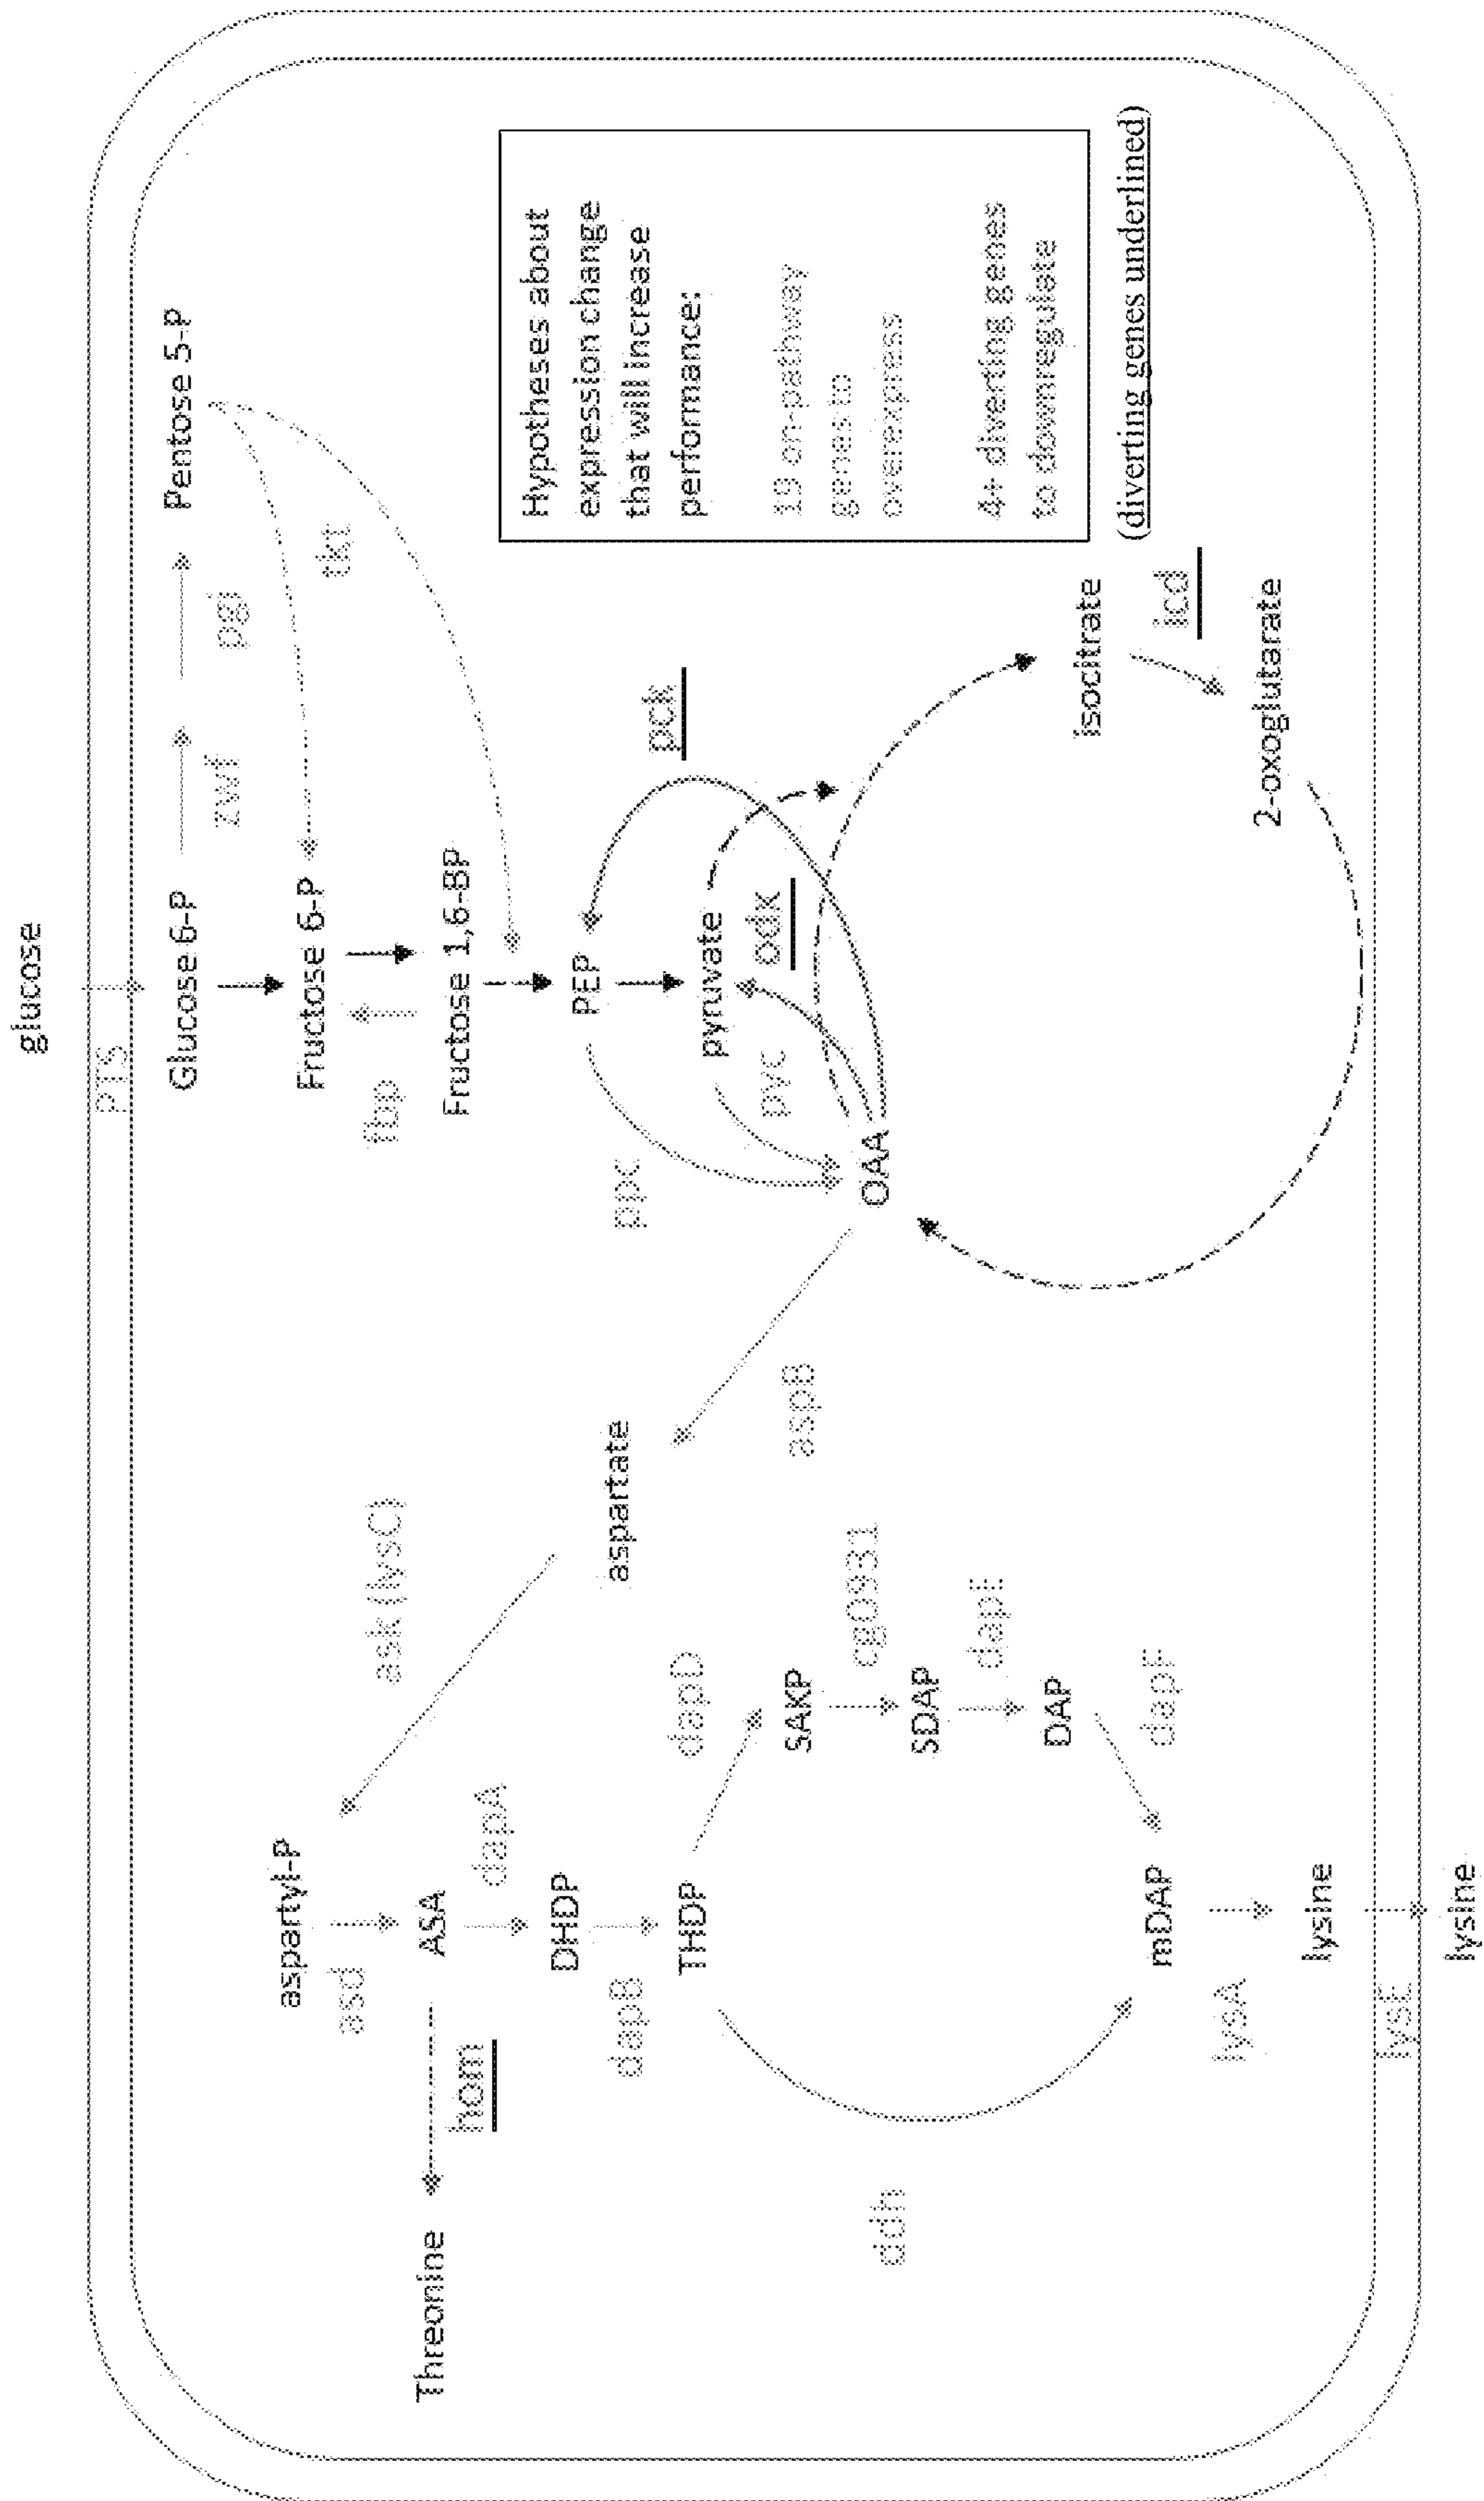 glucose
PTS
Glucose 6-P
zwf
pgi
Pentose 5-P
Fructose 6-P
tkt
fbp
Fructose 1,6-BP
PEP
pck
ppc
pyruvate
pyc
odx
OAA
isocitrate
icd
2-oxoglutarate
aspB
aspartate
ask (lysC)
aspartyl-P
asd
ASA
dapA
hom
Threonine
DHDP
dapB
THDP
dapD
SAKP
cg0931
SDAP
dapE
DAP
dapF
ddh
mDAP
lysA
lysine
lysE
lysine
Hypotheses about
expression change
that will increase
performance:
19 on-pathway
genes to
overexpress
4+ diverting genes
to downregulate
(diverting genes underlined)